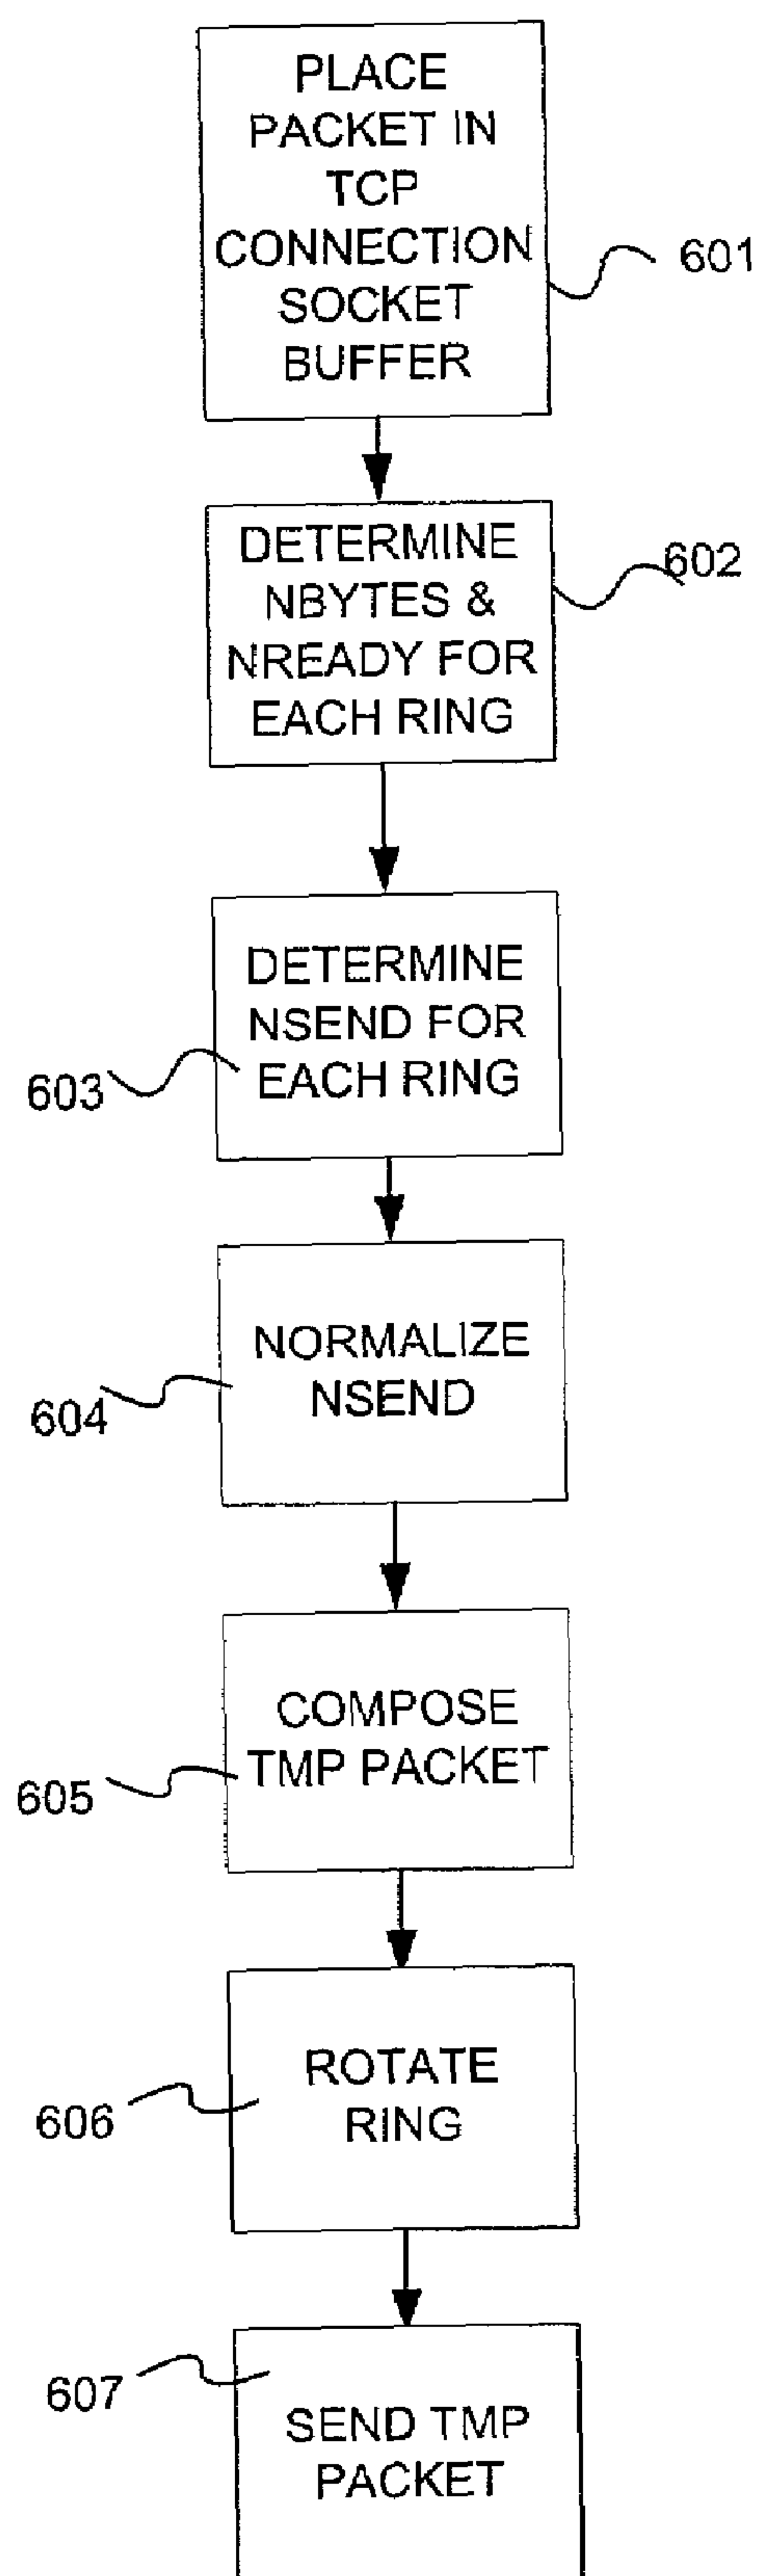 PLACE
PACKET IN
TCP
CONNECTION
SOCKET
BUFFER
601
DETERMINE
NBYTES &
NREADY FOR
EACH RING
602
DETERMINE
NSEND FOR
EACH RING
603
NORMALIZE
NSEND
604
COMPOSE
TMP PACKET
605
ROTATE
RING
606
607
SEND TMP
PACKET